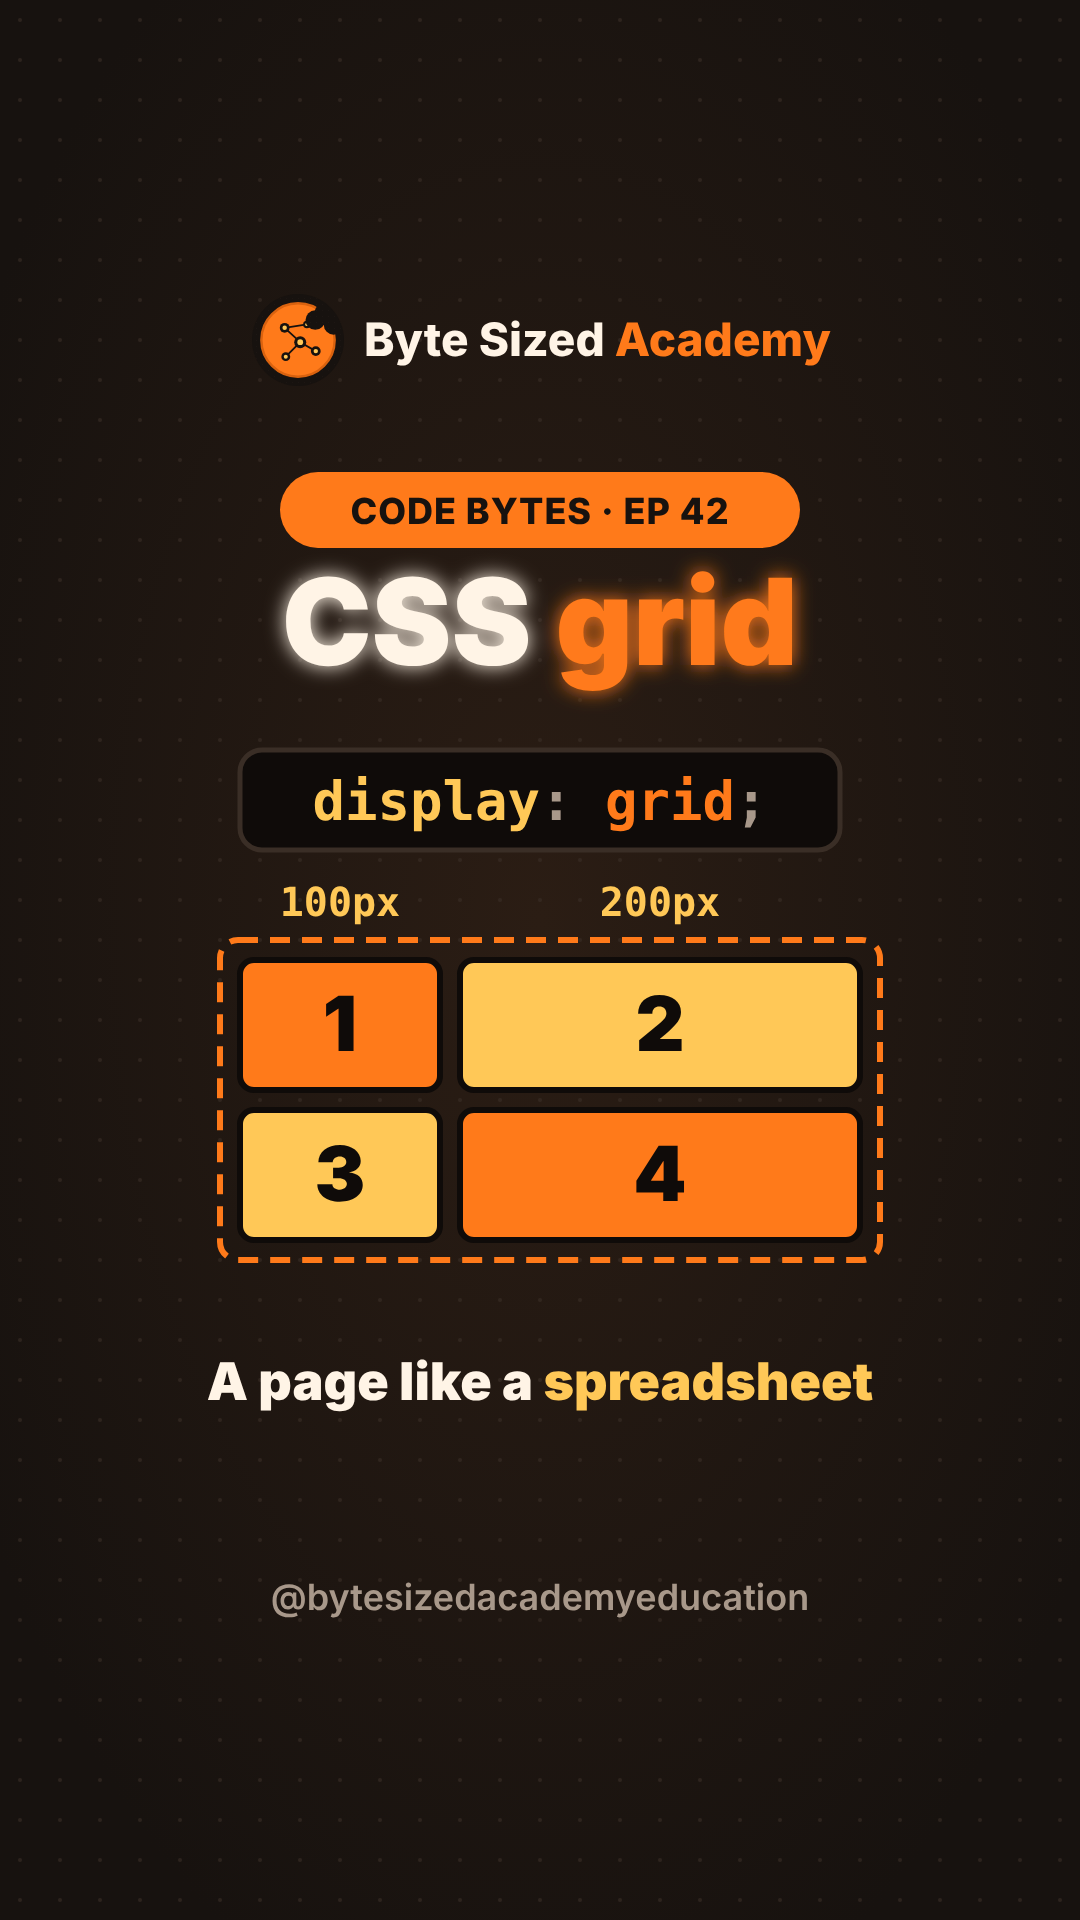 Byte Sized Academy
CODE BYTES · EP 42
CSS grid
display: grid;
100px 200px
1 2
3 4
A page like a spreadsheet
@bytesizedacademyeducation